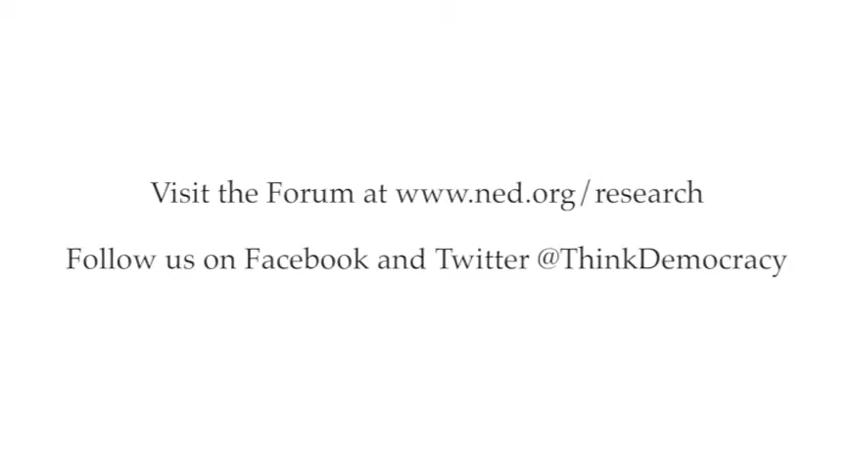 Visit the Forum at www.ned.org/research
Follow us on Facebook and Twitter @ThinkDemocracy